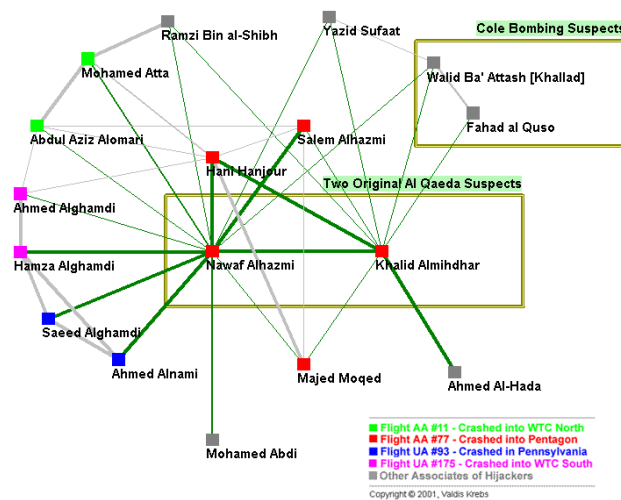 Ramzi Bin al-Shibh
Yazid Sufaat
Cole Bombing Suspects
Mohamed Atta
Walid Ba' Attash [Khallad]
Fahad al Quso
Abdul Aziz Alomari
Salem Alhazmi
Hani Hanjour
Two Original Al Qaeda Suspects
Ahmed Alghamdi
Hamza Alghamdi
Nawaf Alhazmi
Khalid Almihdhar
Saeed Alghamdi
Ahmed Alnami
Majed Moqed
Ahmed Al-Hada
Mohamed Abdi
Flight AA #11 - Crashed into WTC North
Flight AA #77 - Crashed into Pentagon
Flight UA #93 - Crashed in Pennsylvania
Flight UA #175 - Crashed into WTC South
Other Associates of Hijackers
Copyright © 2001, Valdis Krebs